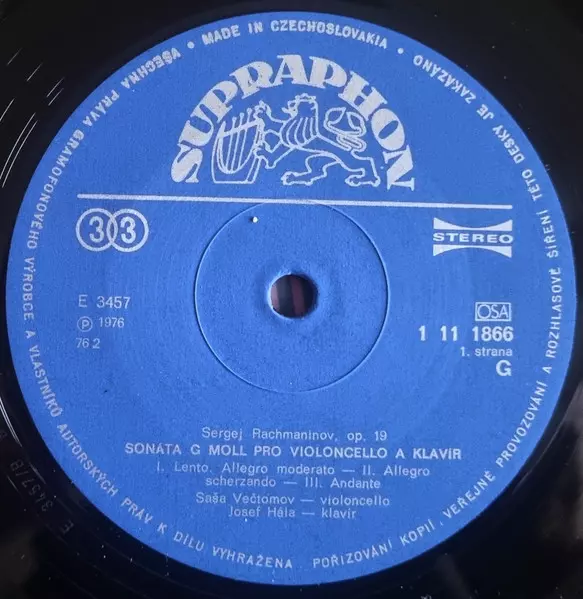 MADE IN CZECHOSLOVAKIA • VŠECHNA PRÁVA GRAMOFONOVÉHO VÝROBCE A VLASTNÍKŮ AUTORSKÝCH PRÁV K DÍLU VYHRAŽENA. POŘIZOVÁNÍ KOPIÍ, VEŘEJNÉ PROVOZOVÁNÍ A ROZHLASOVÉ ŠÍŘENÍ TÉTO DESKY JE ZAKÁZÁNO •
SUPRAPHON
33
STEREO
E 3457
Ⓟ 1976
76 2
OSA
1 11 1866
1. strana
G
Sergej Rachmaninov, op. 19
SONÁTA G MOLL PRO VIOLONCELLO A KLAVÍR
I. Lento. Allegro moderato — II. Allegro
scherzando — III. Andante
Saša Večtomov — violoncello
Josef Hála — klavír